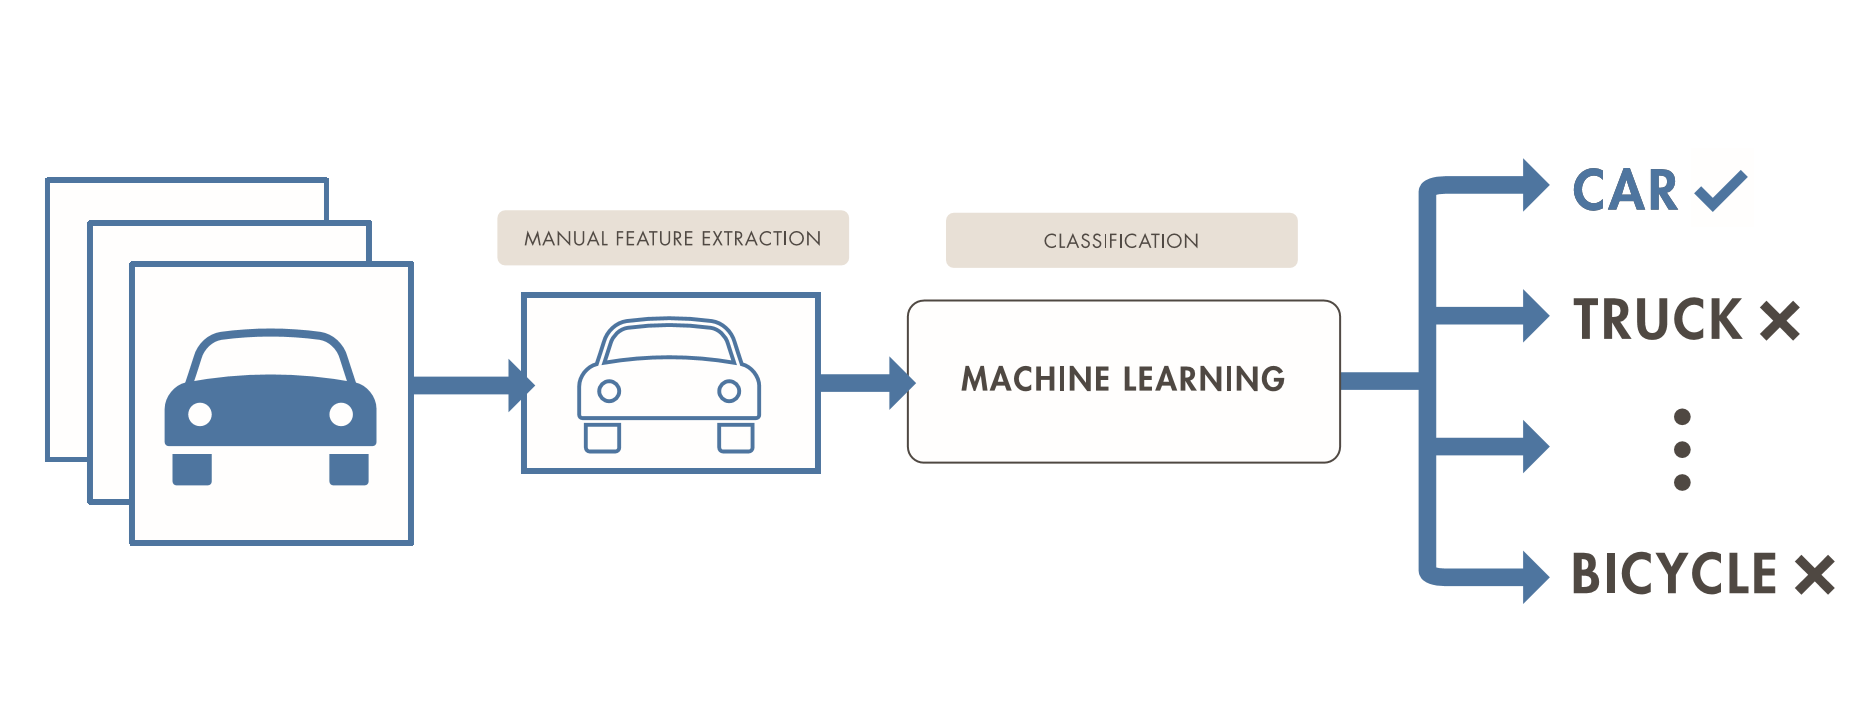 MANUAL FEATURE EXTRACTION
CLASSIFICATION
MACHINE LEARNING
CAR
TRUCK
BICYCLE